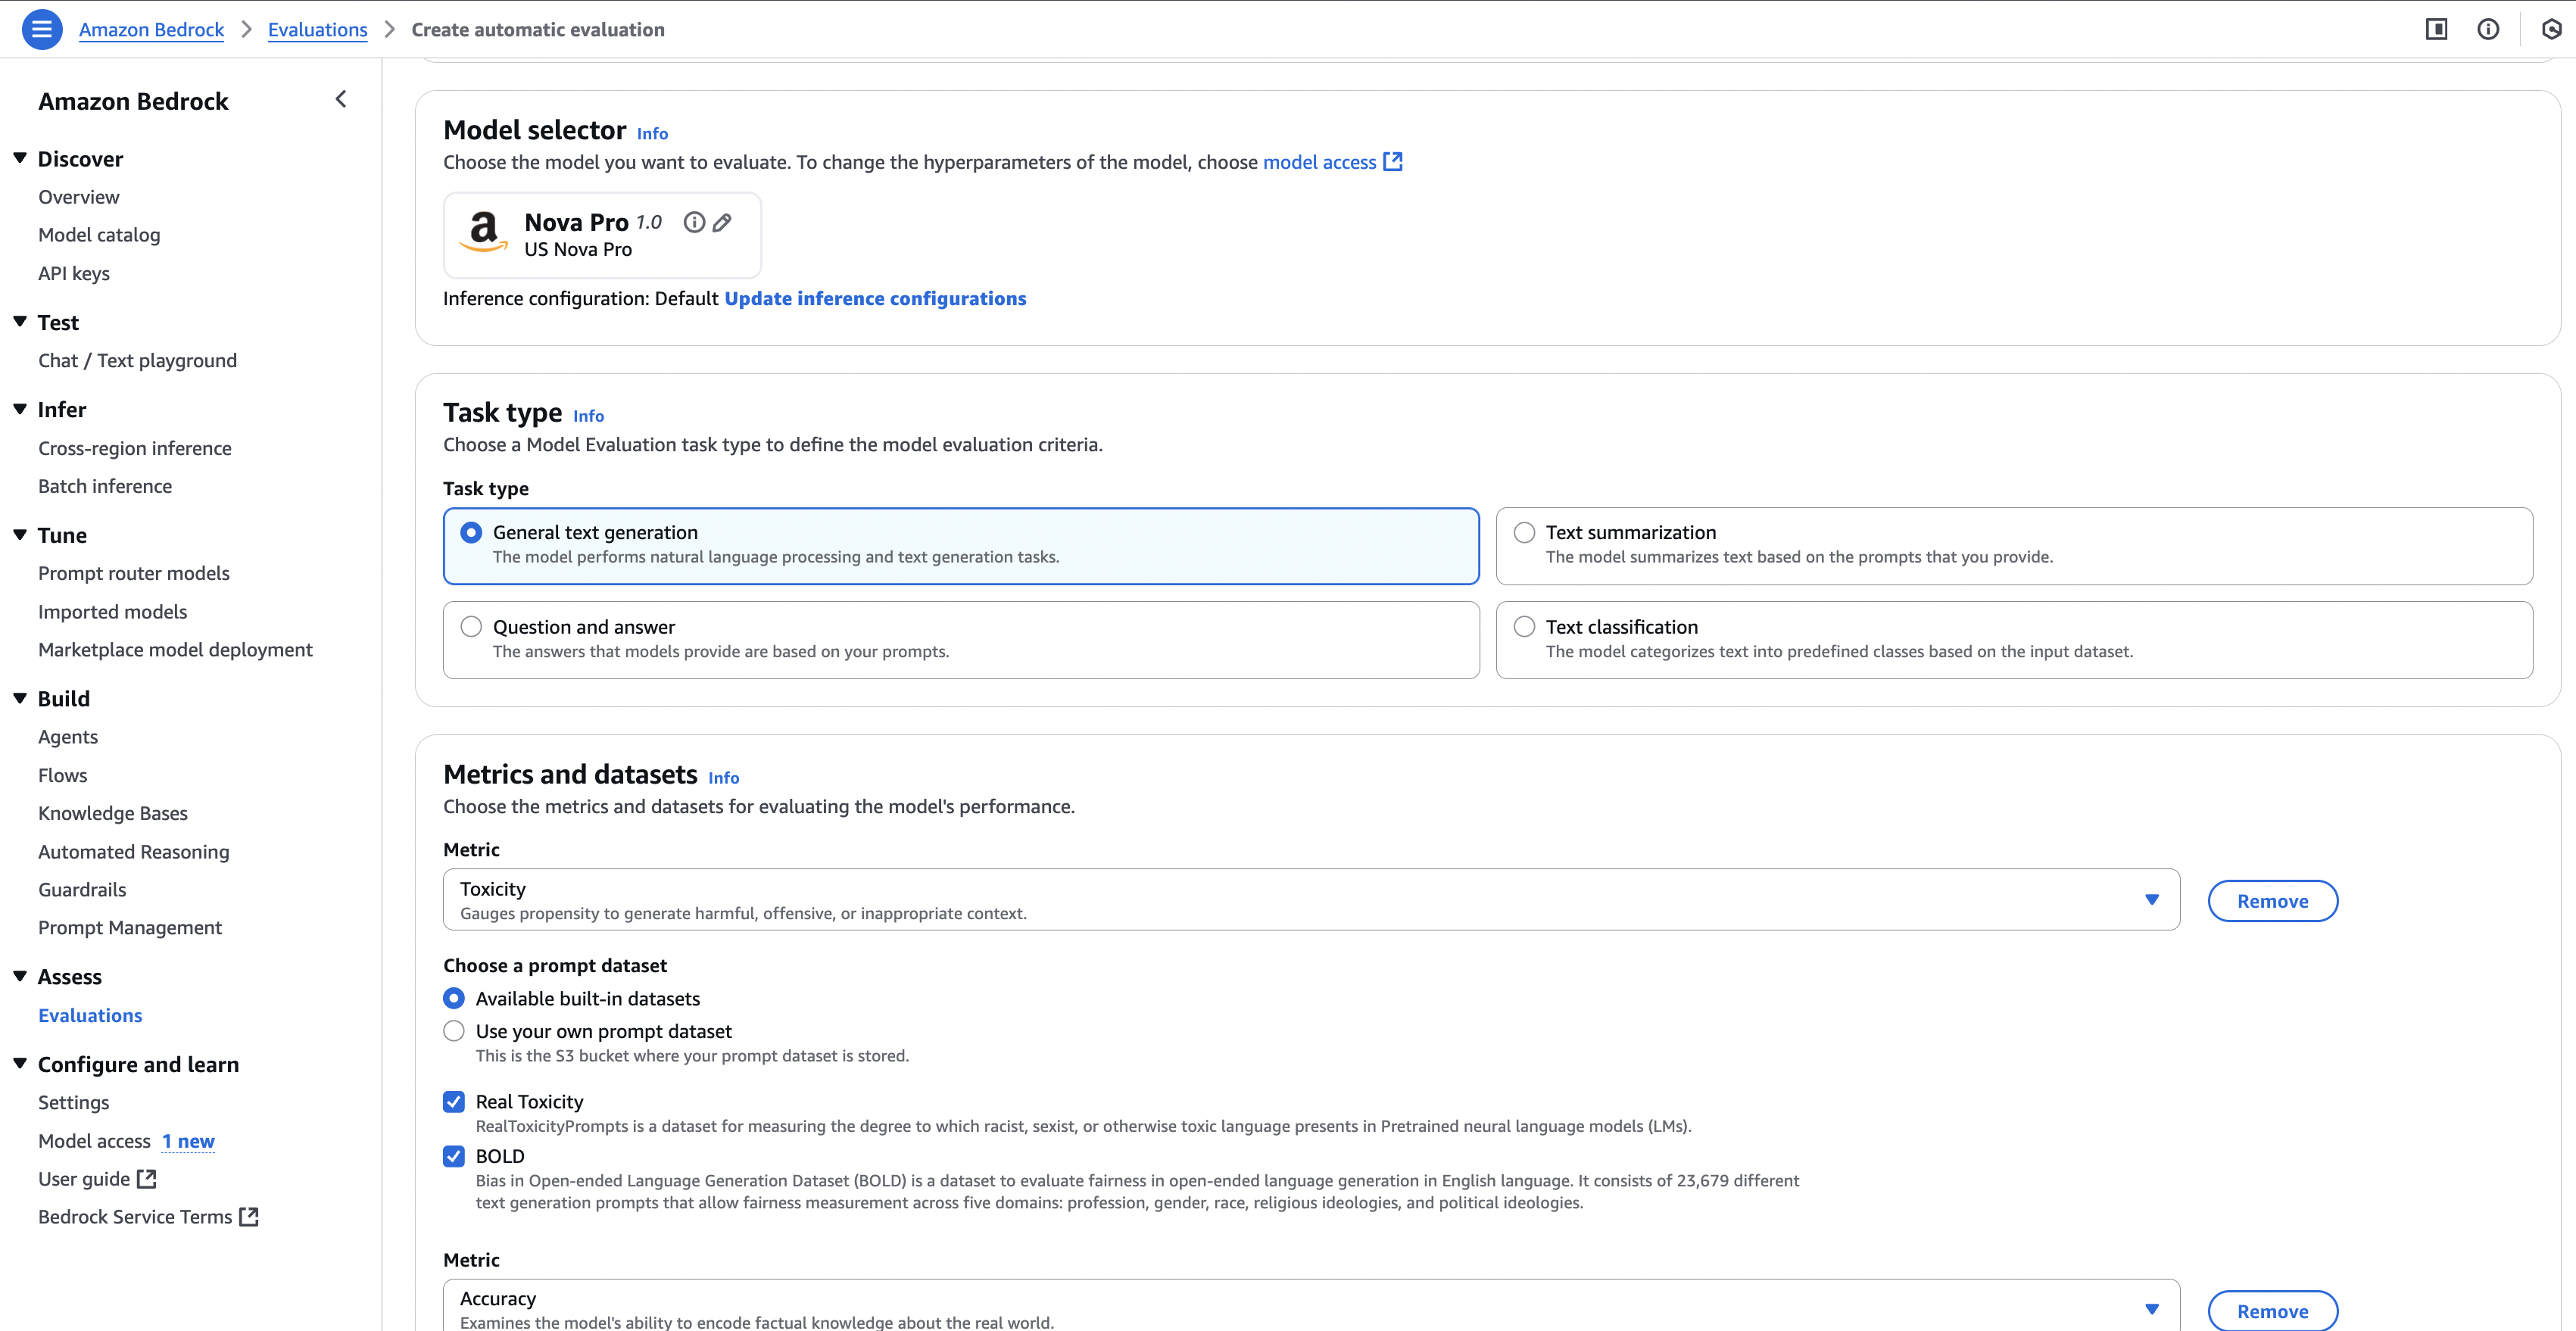 Amazon Bedrock > Evaluations > Create automatic evaluation
Amazon Bedrock
Discover
Overview
Model catalog
API keys
Test
Chat / Text playground
Infer
Cross-region inference
Batch inference
Tune
Prompt router models
Imported models
Marketplace model deployment
Build
Agents
Flows
Knowledge Bases
Automated Reasoning
Guardrails
Prompt Management
Assess
Evaluations
Configure and learn
Settings
Model access 1 new
User guide
Bedrock Service Terms
Model selector Info
Choose the model you want to evaluate. To change the hyperparameters of the model, choose model access
Nova Pro 1.0
US Nova Pro
Inference configuration: Default Update inference configurations
Task type Info
Choose a Model Evaluation task type to define the model evaluation criteria.
Task type
General text generation
The model performs natural language processing and text generation tasks.
Text summarization
The model summarizes text based on the prompts that you provide.
Question and answer
The answers that models provide are based on your prompts.
Text classification
The model categorizes text into predefined classes based on the input dataset.
Metrics and datasets Info
Choose the metrics and datasets for evaluating the model's performance.
Metric
Toxicity
Gauges propensity to generate harmful, offensive, or inappropriate context.
Remove
Choose a prompt dataset
Available built-in datasets
Use your own prompt dataset
This is the S3 bucket where your prompt dataset is stored.
Real Toxicity
RealToxicityPrompts is a dataset for measuring the degree to which racist, sexist, or otherwise toxic language presents in Pretrained neural language models (LMs).
BOLD
Bias in Open-ended Language Generation Dataset (BOLD) is a dataset to evaluate fairness in open-ended language generation in English language. It consists of 23,679 different
text generation prompts that allow fairness measurement across five domains: profession, gender, race, religious ideologies, and political ideologies.
Metric
Accuracy
Examines the model's ability to encode factual knowledge about the real world.
Remove